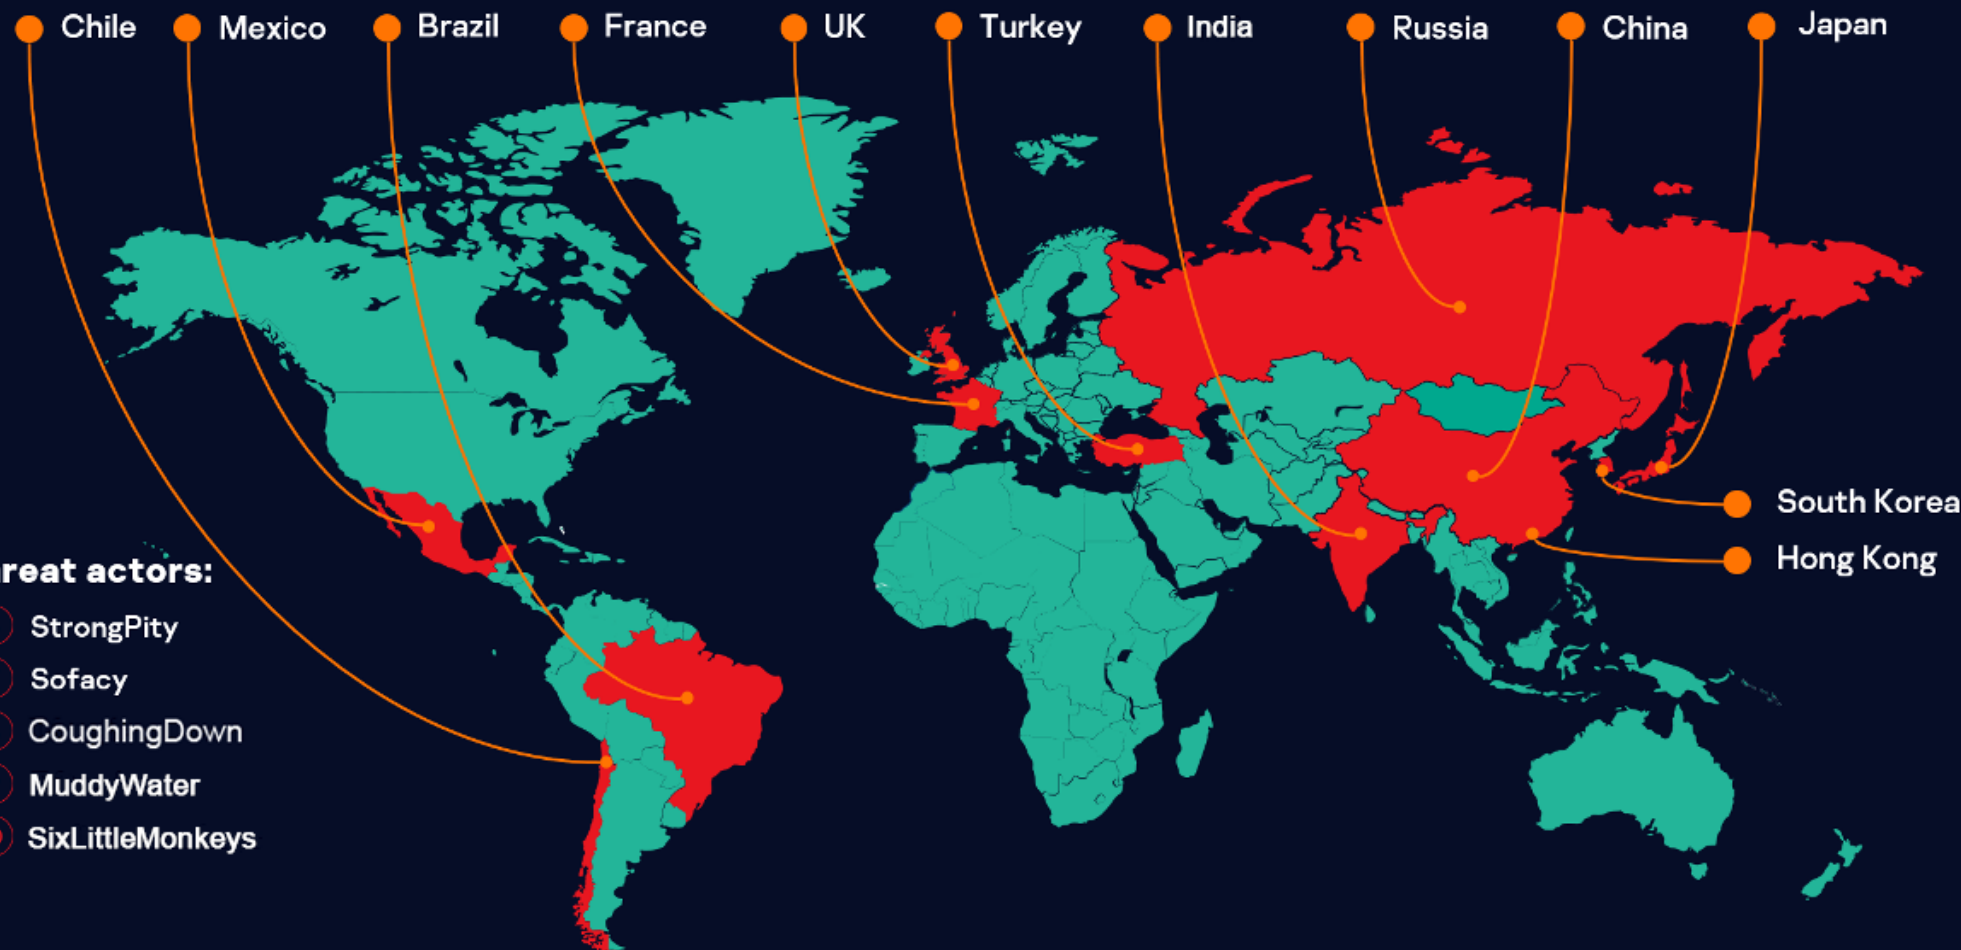 Chile Mexico Brazil France UK Turkey India Russia China Japan
South Korea
Hong Kong
reat actors:
StrongPity
Sofacy
CoughingDown
MuddyWater
SixLittleMonkeys